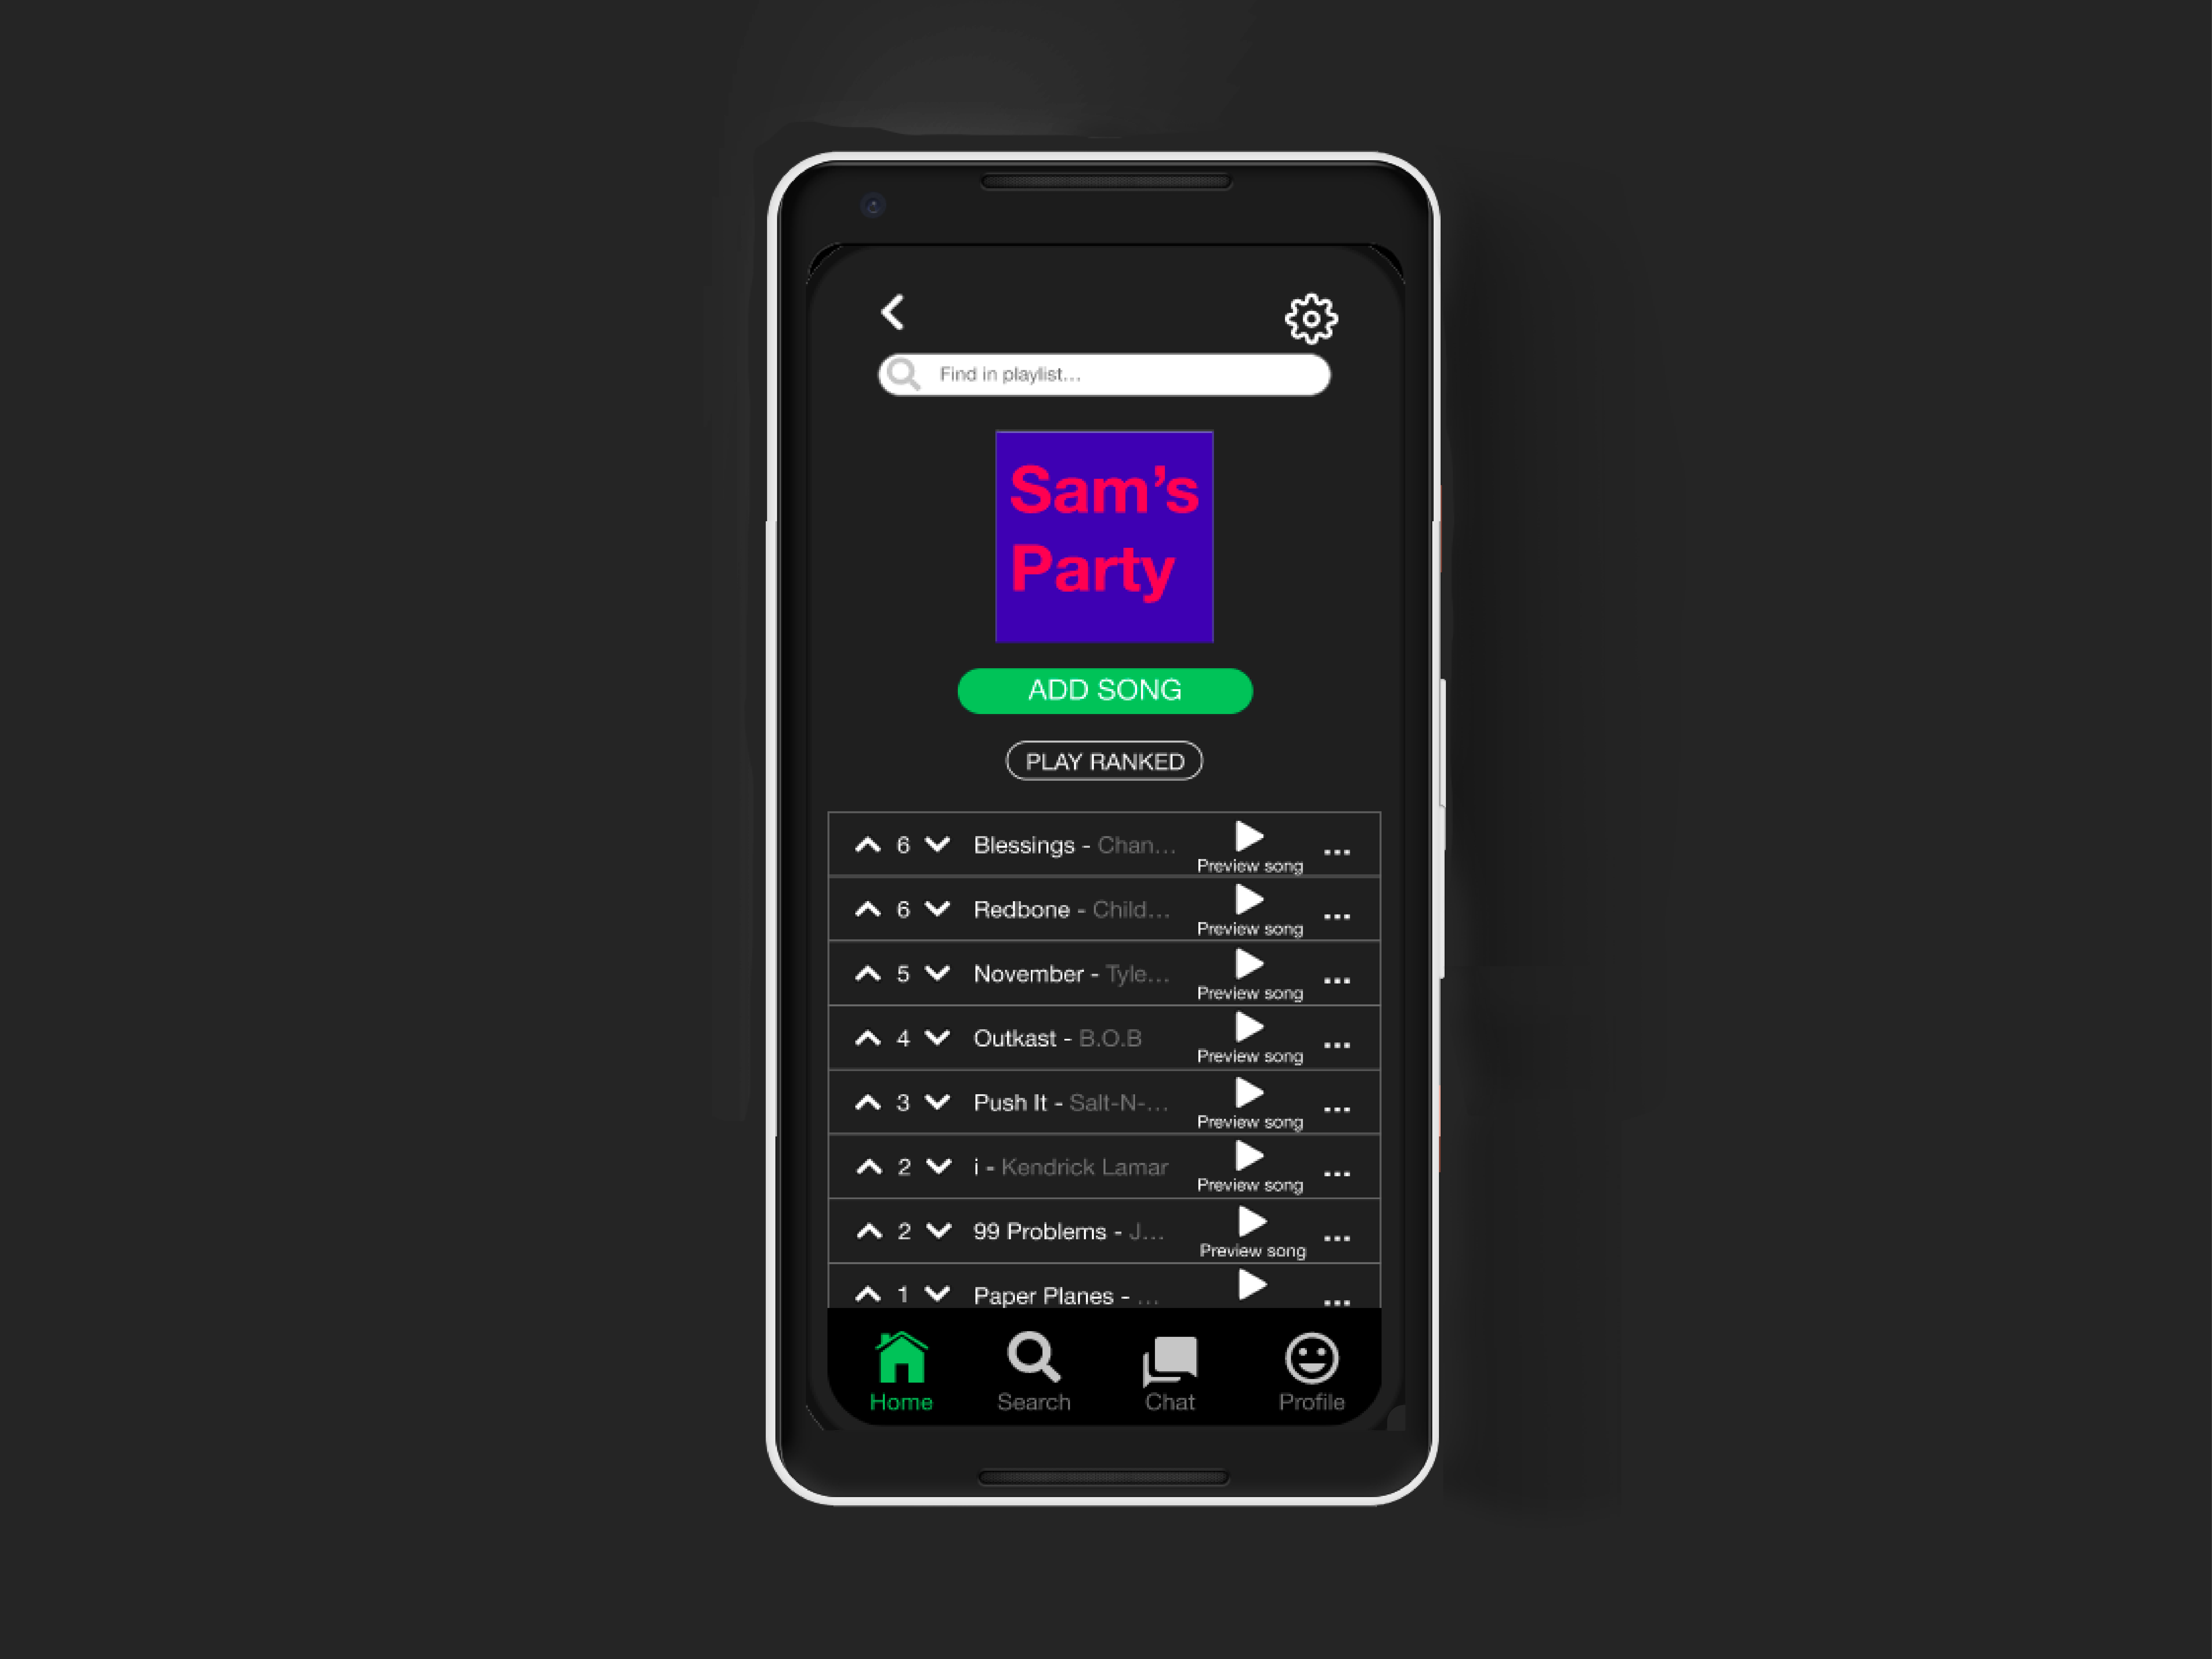 Find in playlist...
Sam's
Party
ADD SONG
PLAY RANKED
6 Blessings - Chan...
Preview song
6 Redbone - Child...
Preview song
5 November - Tyle...
Preview song
4 Outkast - B.O.B
Preview song
3 Push It - Salt-N-...
Preview song
2 i - Kendrick Lamar
Preview song
2 99 Problems - J...
Preview song
1 Paper Planes - ...
Home Search Chat Profile